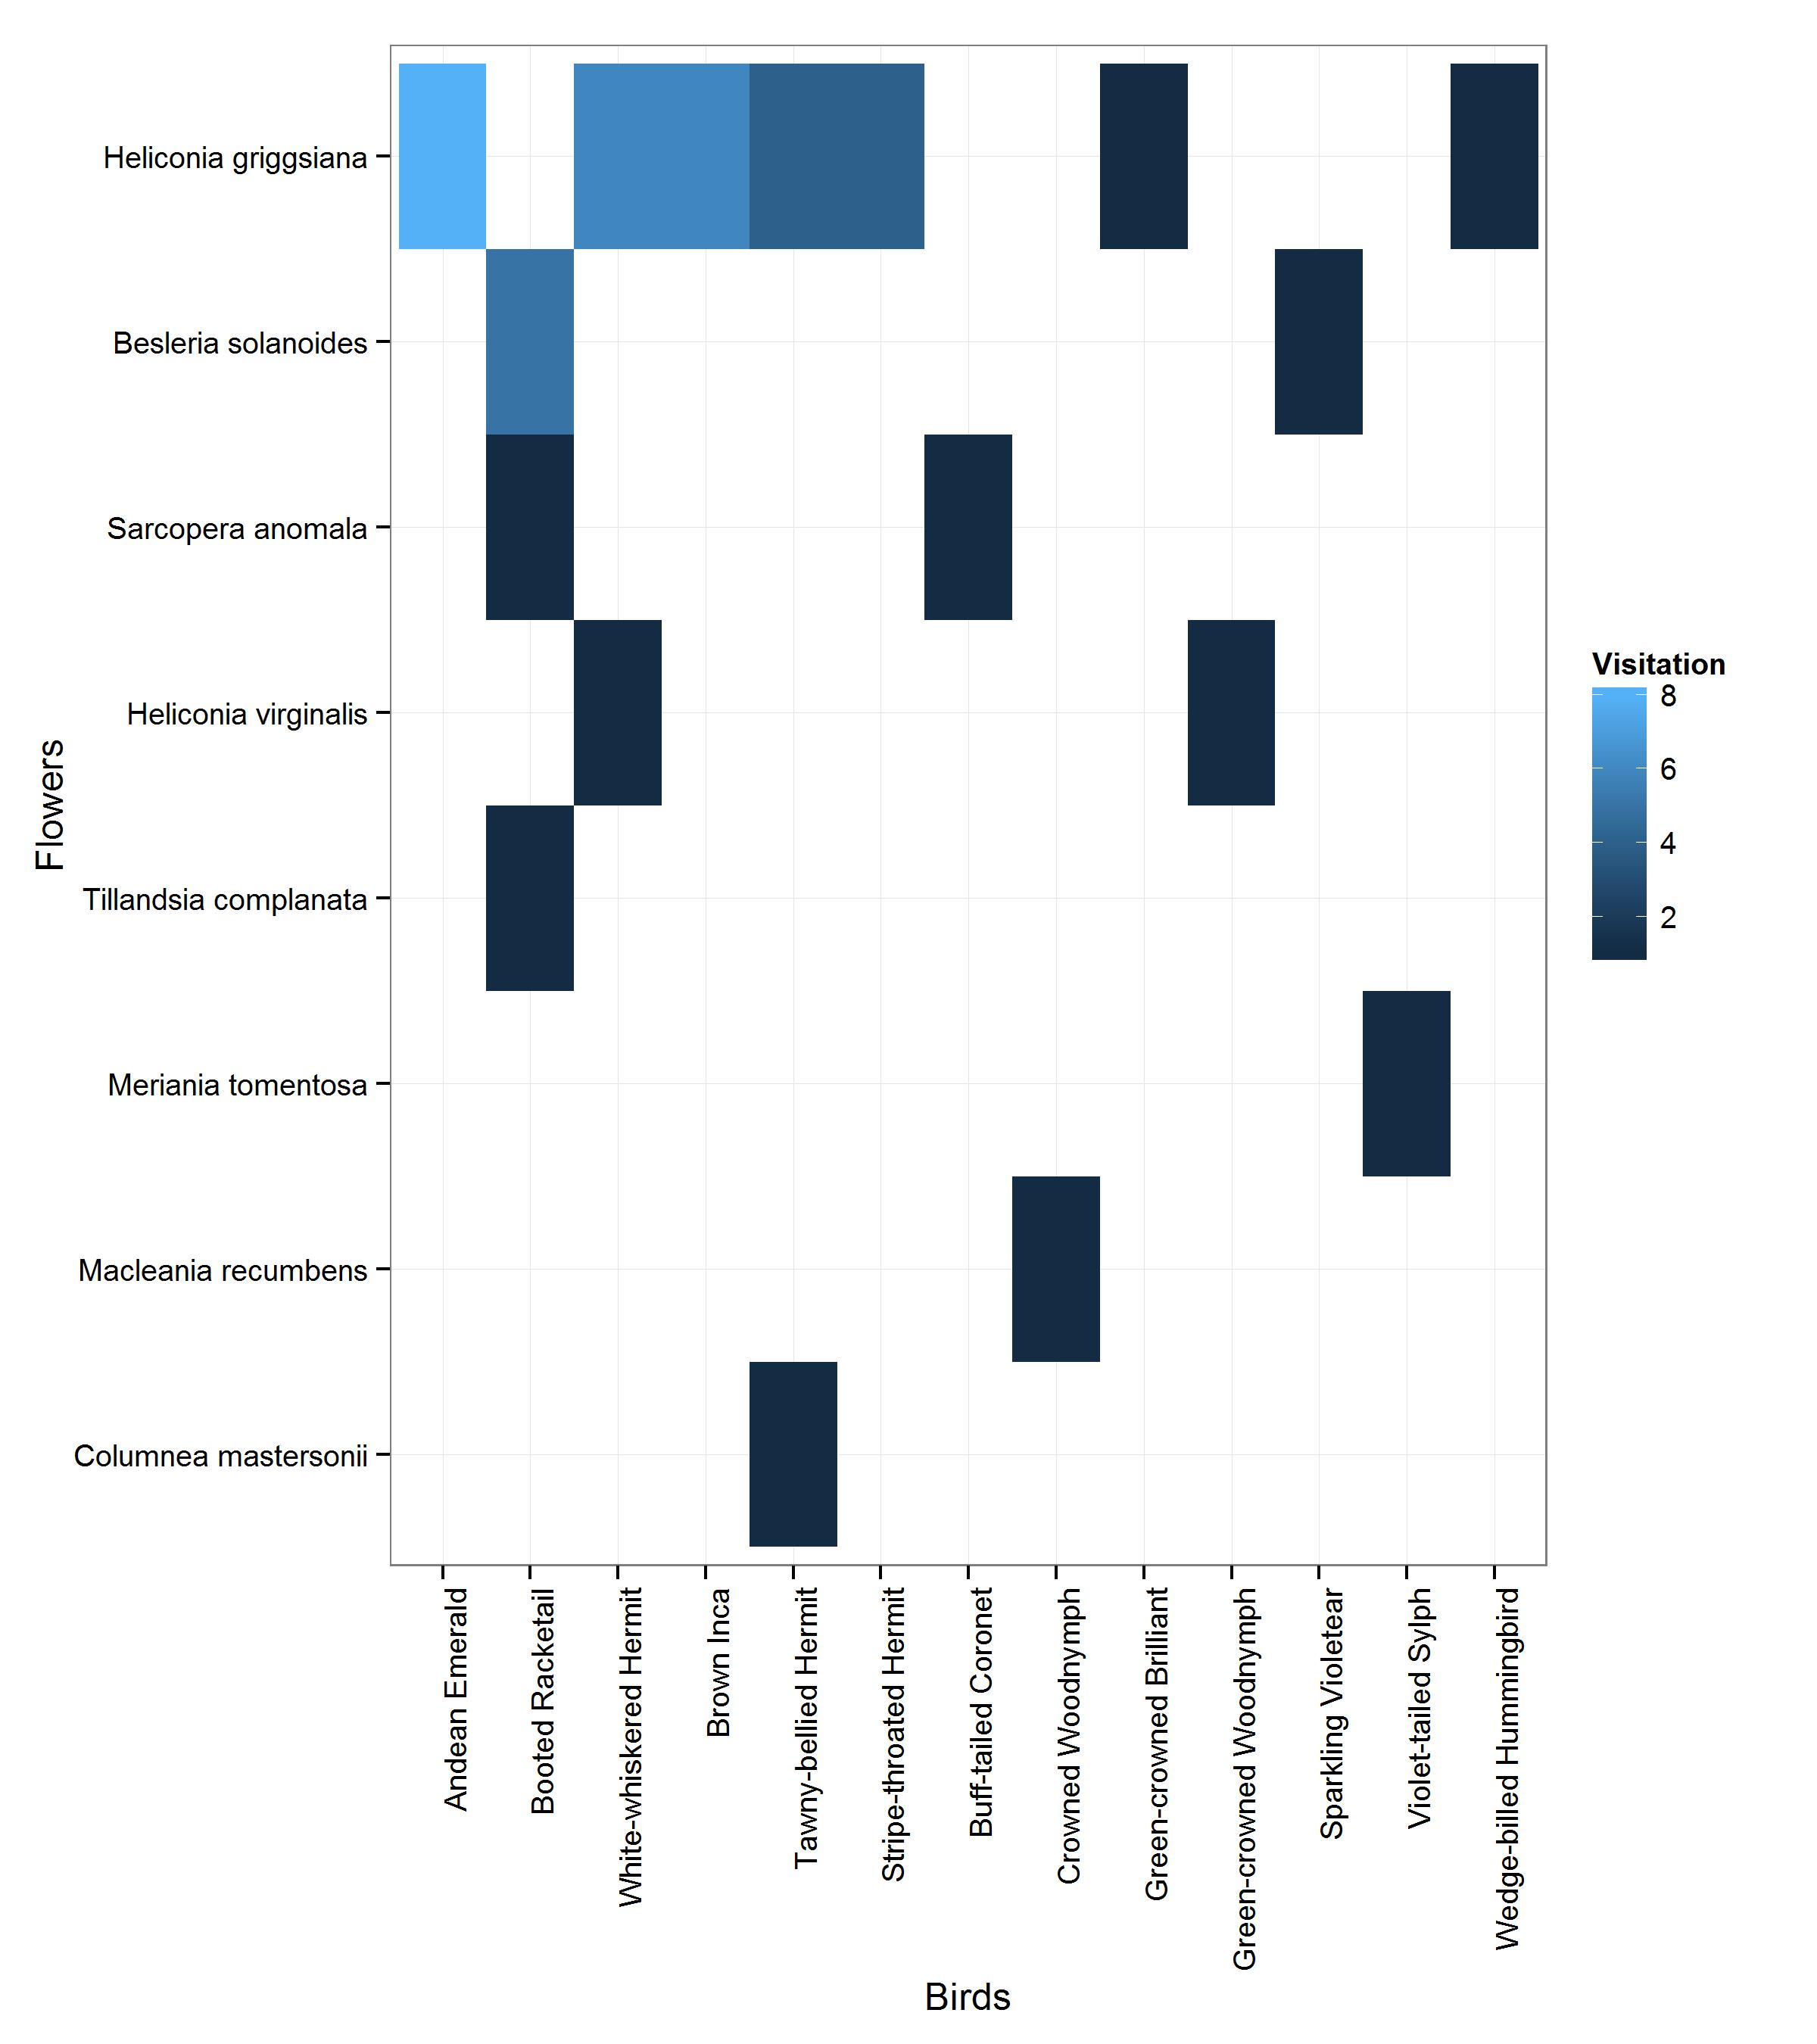 Heliconia griggsiana
Besleria solanoides
Sarcopera anomala
Heliconia virginalis
Tillandsia complanata
Meriania tomentosa
Macleania recumbens
Columnea mastersonii
Flowers
Visitation
8
6
4
2
Andean Emerald
Booted Racketail
White-whiskered Hermit
Brown Inca
Tawny-bellied Hermit
Stripe-throated Hermit
Buff-tailed Coronet
Crowned Woodnymph
Green-crowned Brilliant
Green-crowned Woodnymph
Sparkling Violetear
Violet-tailed Sylph
Wedge-billed Hummingbird
Birds